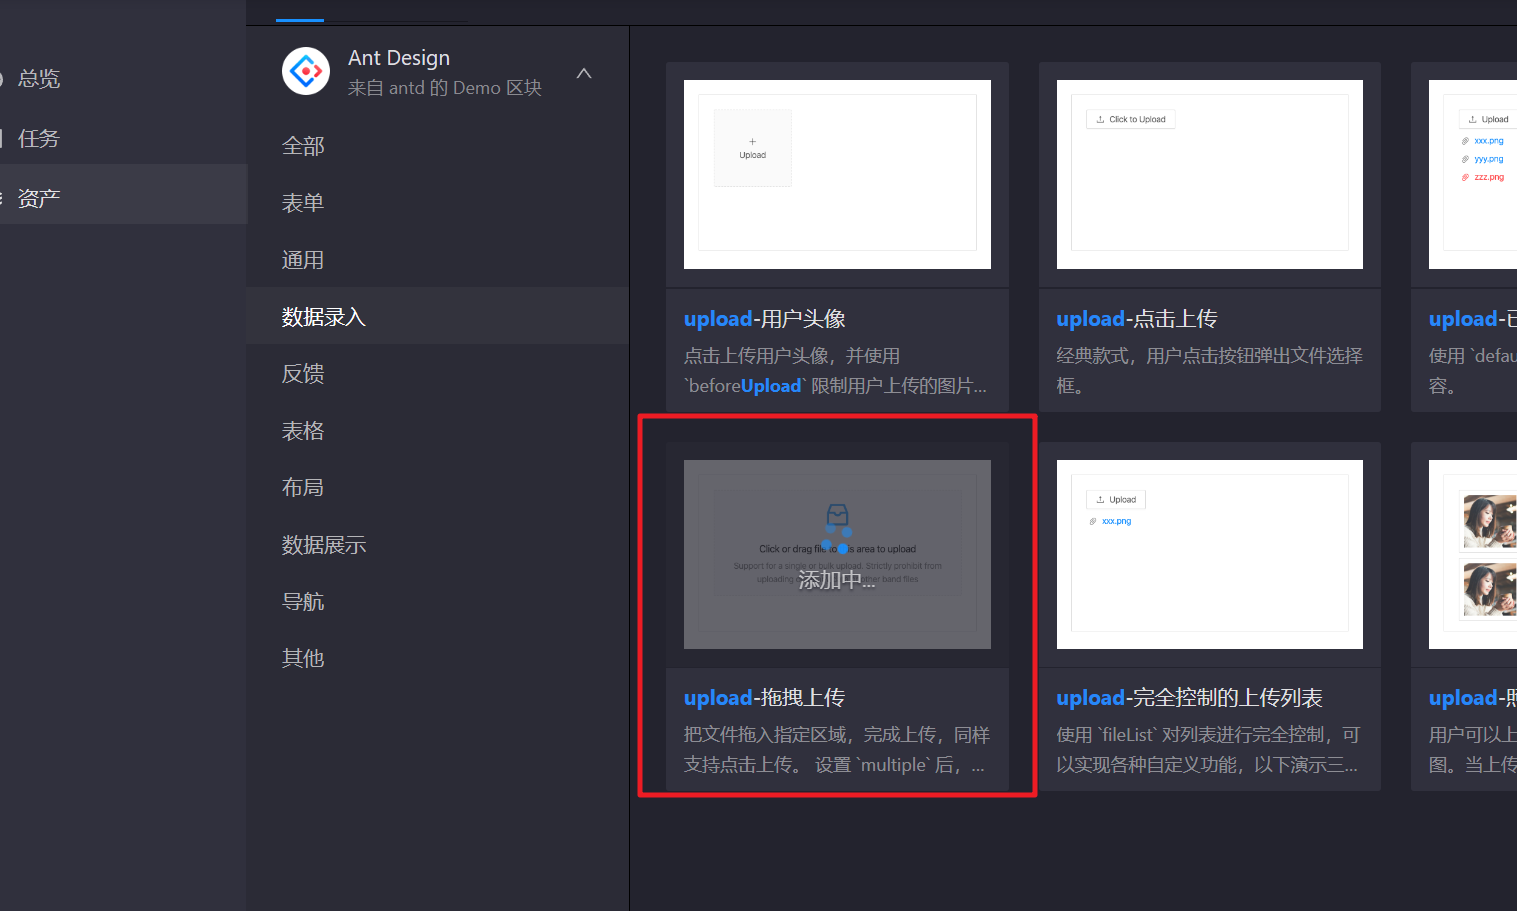 总览
任务
资产
Ant Design
来自 antd 的 Demo 区块
全部
表单
通用
数据录入
反馈
表格
布局
数据展示
导航
其他
+
Upload
upload-用户头像
点击上传用户头像，并使用
`beforeUpload` 限制用户上传的图片...
Click to Upload
upload-点击上传
经典款式，用户点击按钮弹出文件选择
框。
Upload
xxx.png
yyy.png
zzz.png
upload-
使用 `defau
容。
Click or drag file to this area to upload
Support for a single or bulk upload. Strictly prohibit from
uploading other band files
添加中...
upload-拖拽上传
把文件拖入指定区域，完成上传，同样
支持点击上传。 设置 `multiple` 后，...
Upload
xxx.png
upload-完全控制的上传列表
使用 `fileList` 对列表进行完全控制，可
以实现各种自定义功能，以下演示三...
upload-
用户可以上
图。当上传